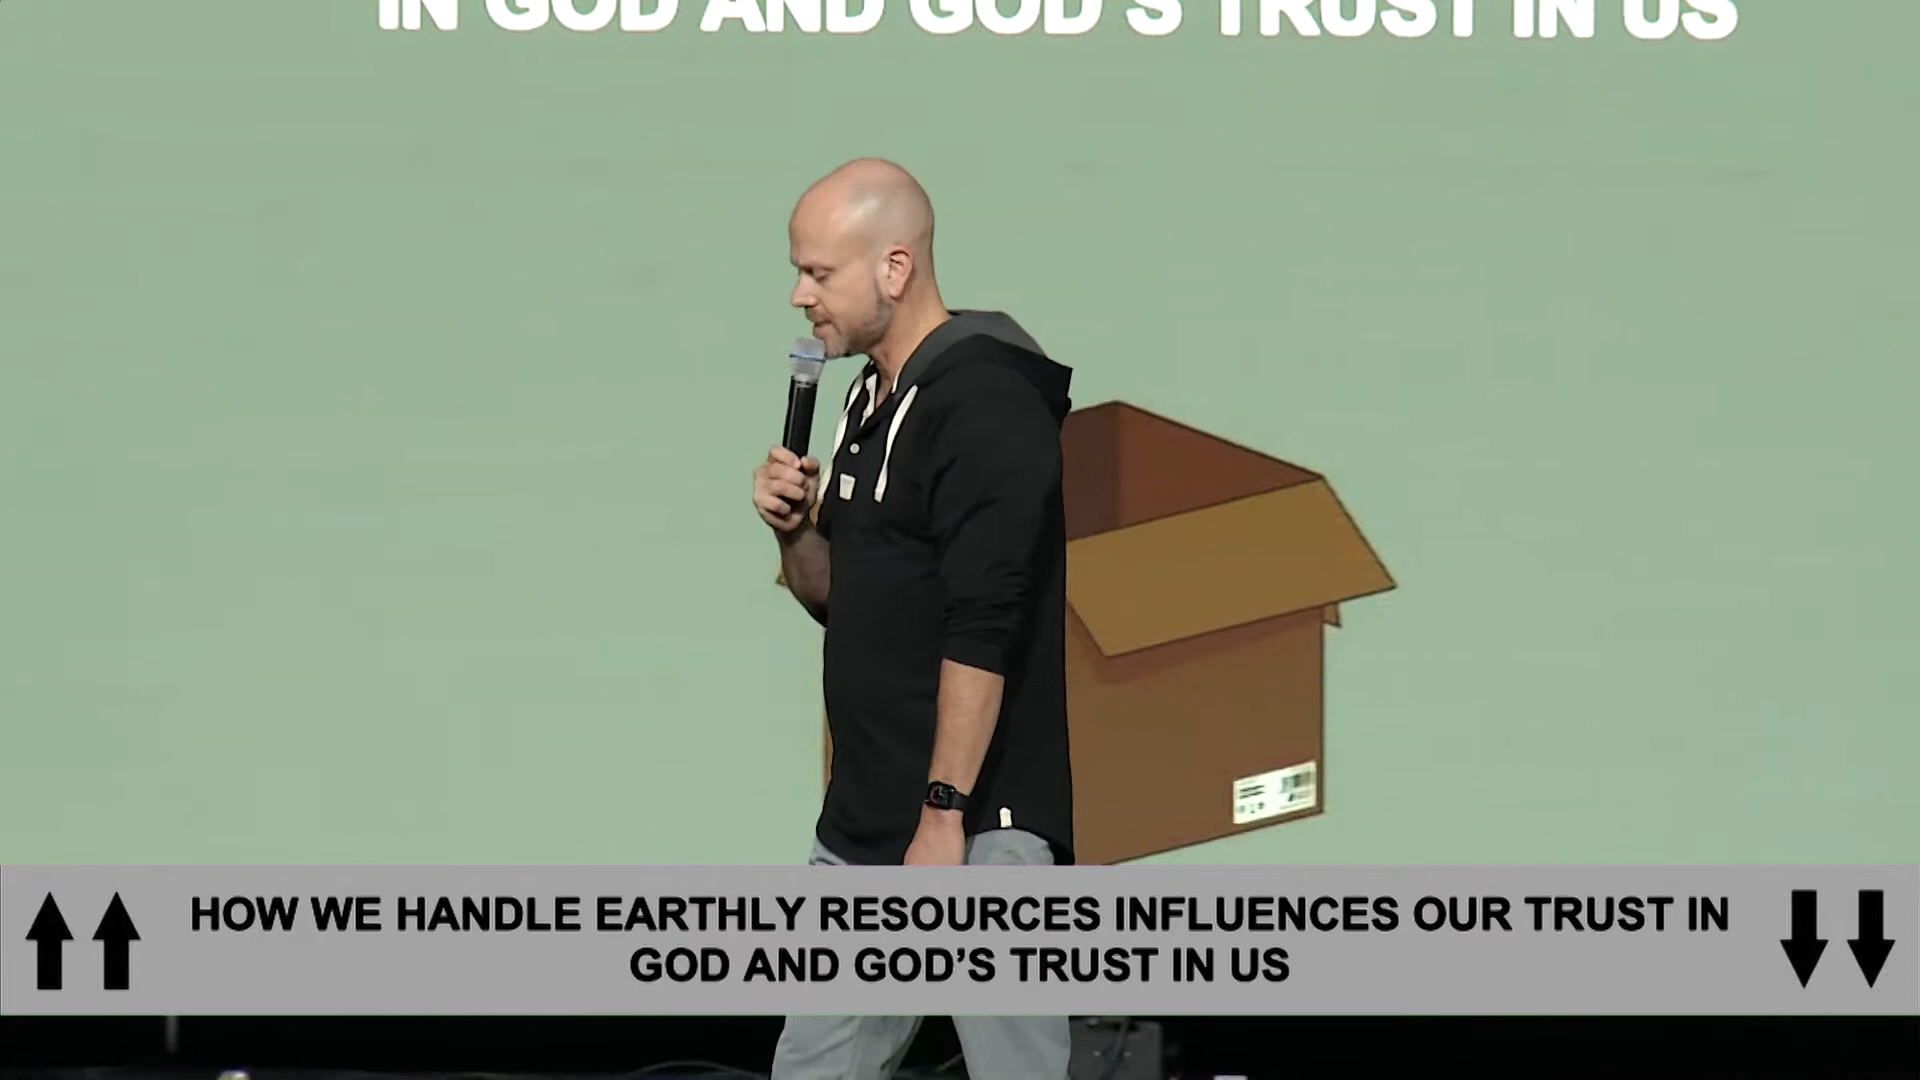 IN GOD AND GOD'S TRUST IN US
HOW WE HANDLE EARTHLY RESOURCES INFLUENCES OUR TRUST IN
GOD AND GOD’S TRUST IN US